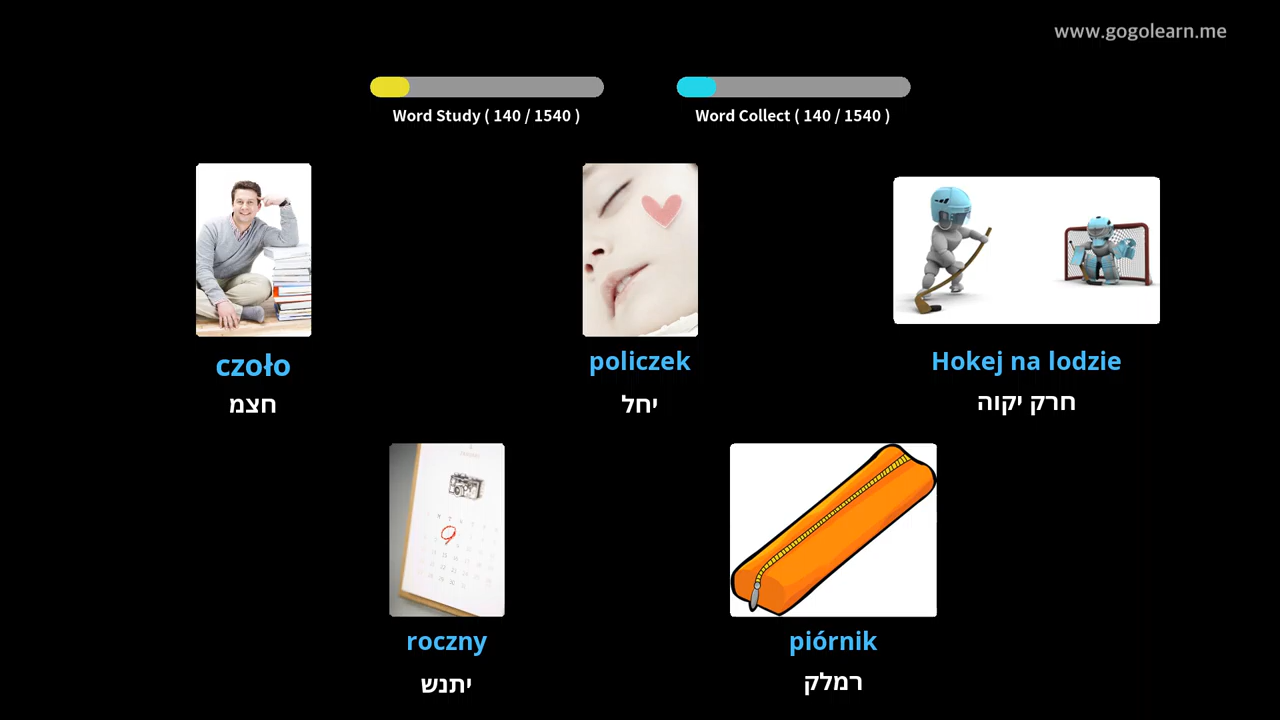 www.gogolearn.me
Word Study ( 140 / 1540 )
Word Collect ( 140 / 1540 )
czoło
policzek
Hokej na lodzie
חצמ
יחל
חרק יקוה
roczny
piórnik
יתנש
רמלק